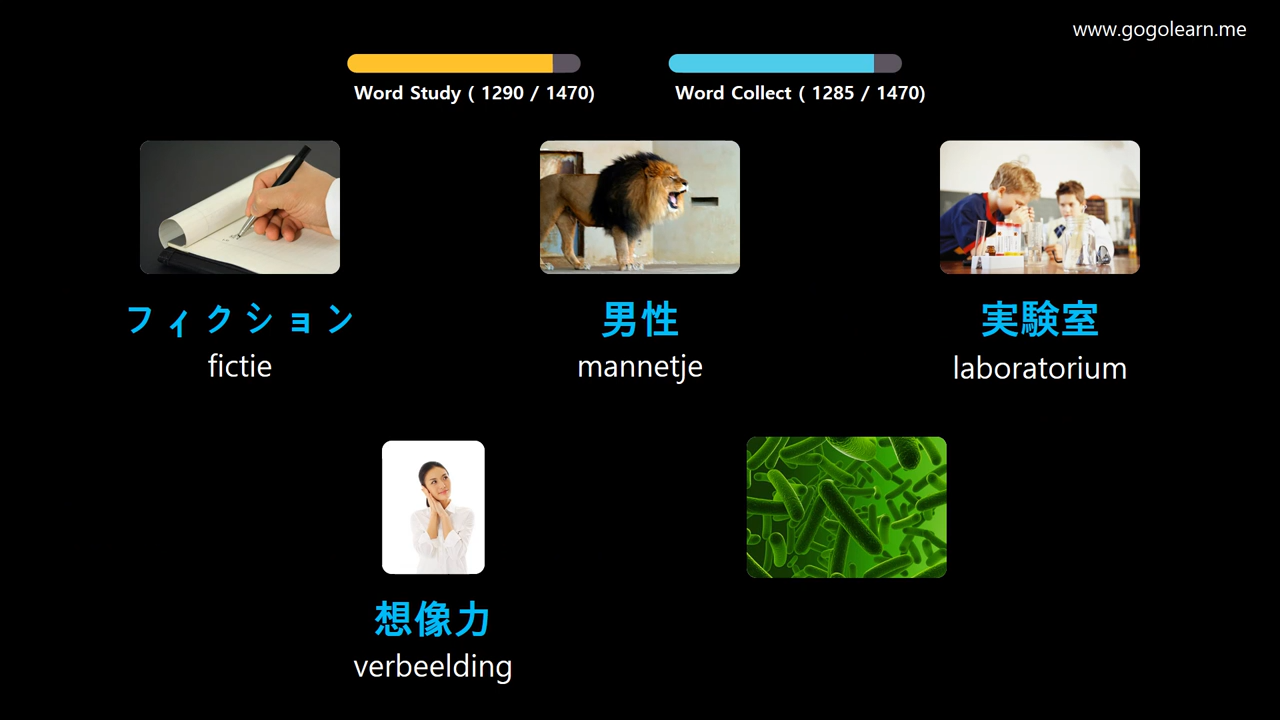 www.gogolearn.me
Word Study ( 1290 / 1470)
Word Collect ( 1285 / 1470)
フィクション
fictie
男性
mannetje
実験室
laboratorium
想像力
verbeelding